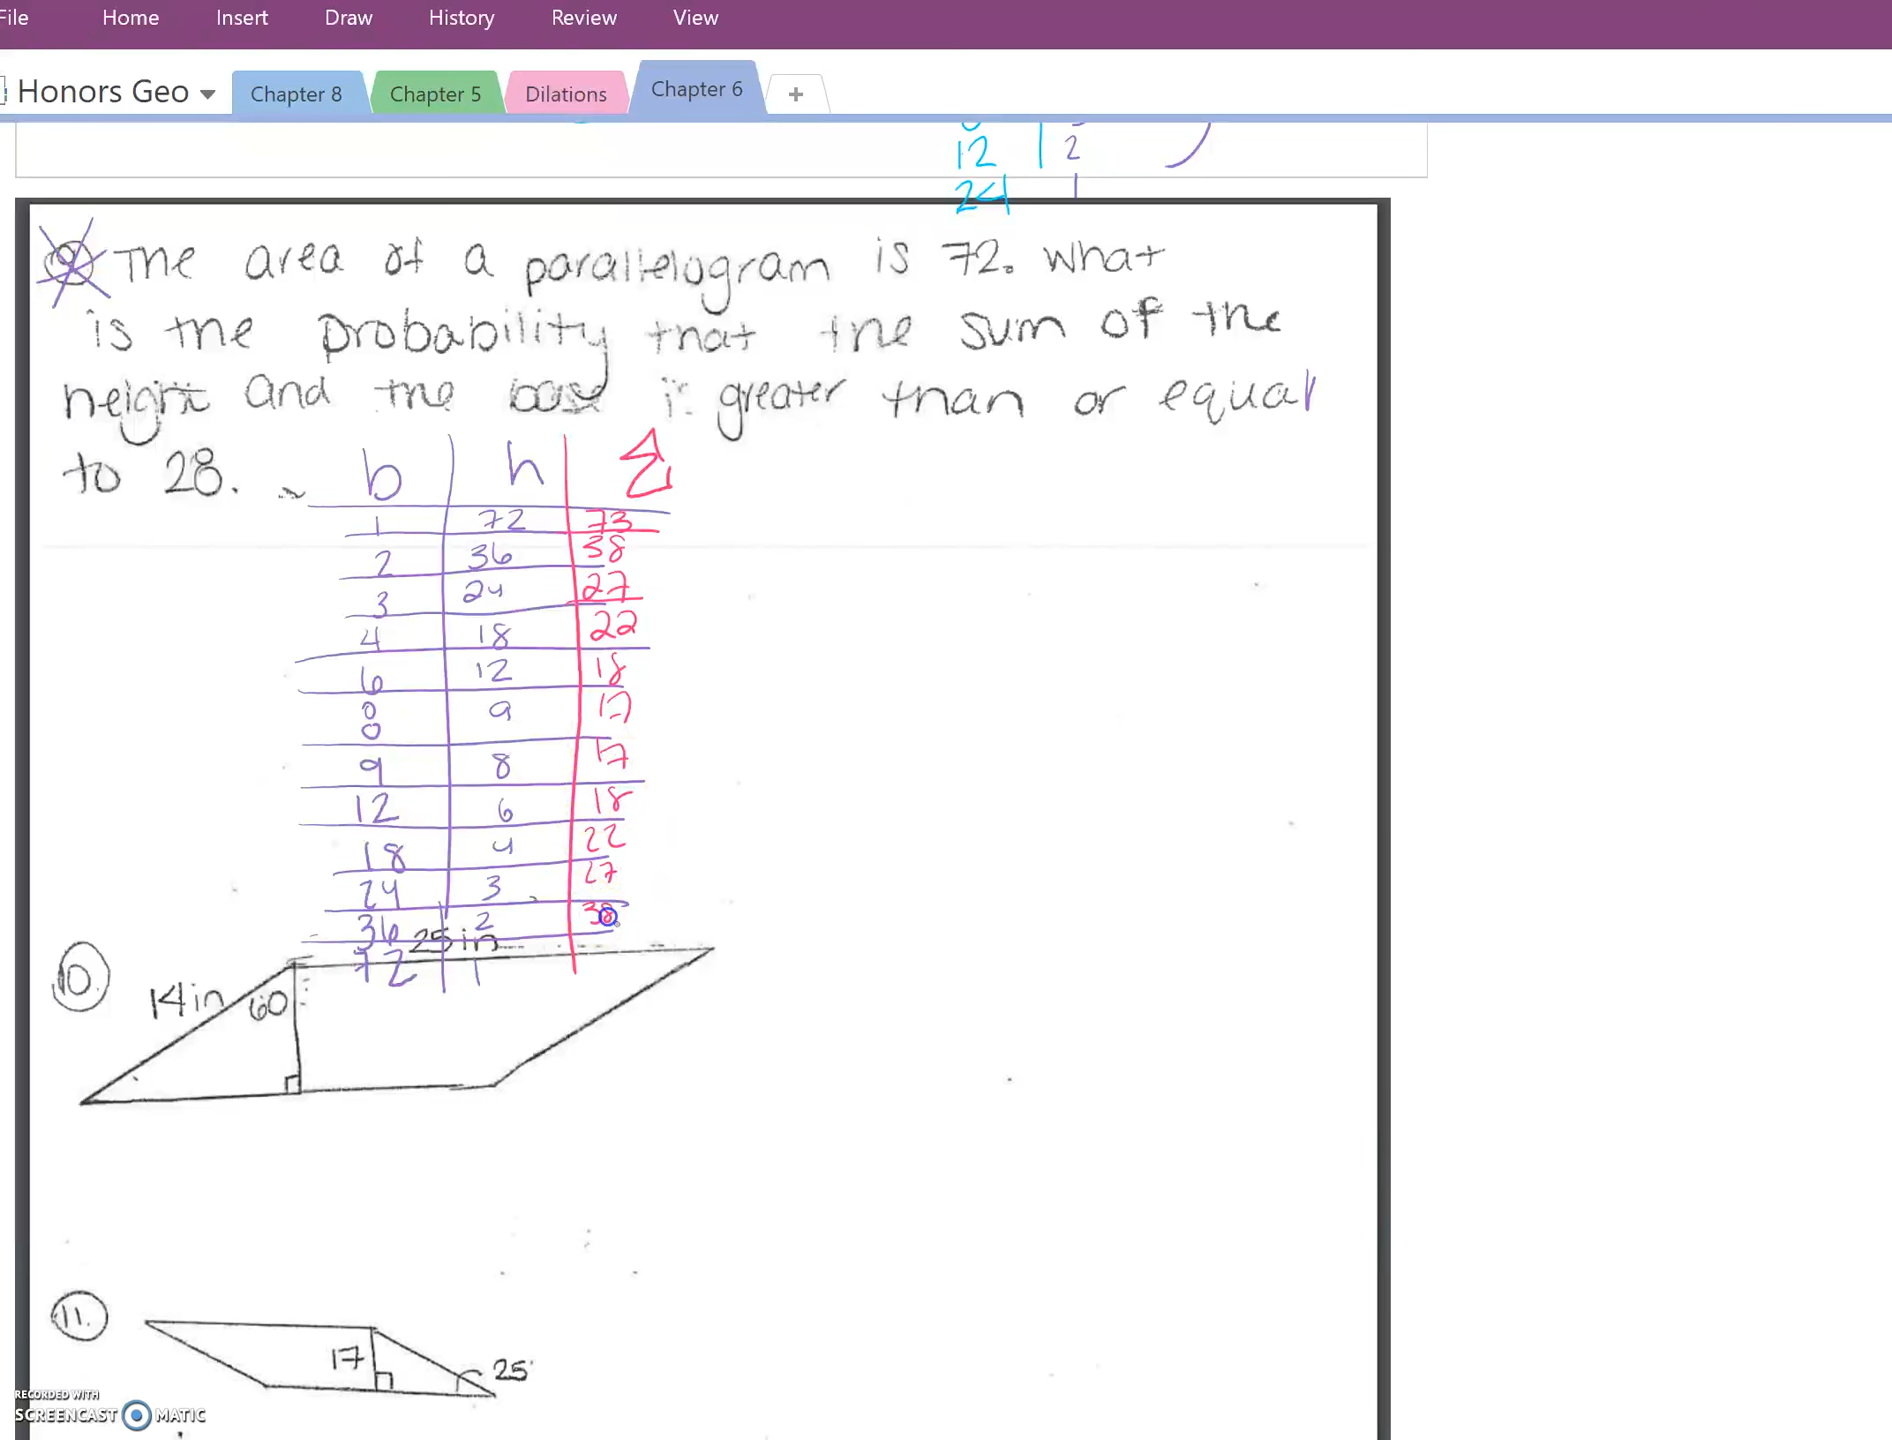 File Home Insert Draw History Review View
Honors Geo Chapter 8 Chapter 5 Dilations Chapter 6 +
12 2
24 1
9 The area of a parallelogram is 72. What
is the probability that the sum of the
height and the base is greater than or equal
to 28.
b h Σ
1 72 73
2 36 38
3 24 27
4 18 22
6 12 18
8 9 17
9 8 17
12 6 18
18 4 22
24 3 27
36 2 38
72 1
10. 14in 60 25in
11. 17 25
RECORDED WITH
SCREENCAST MATIC